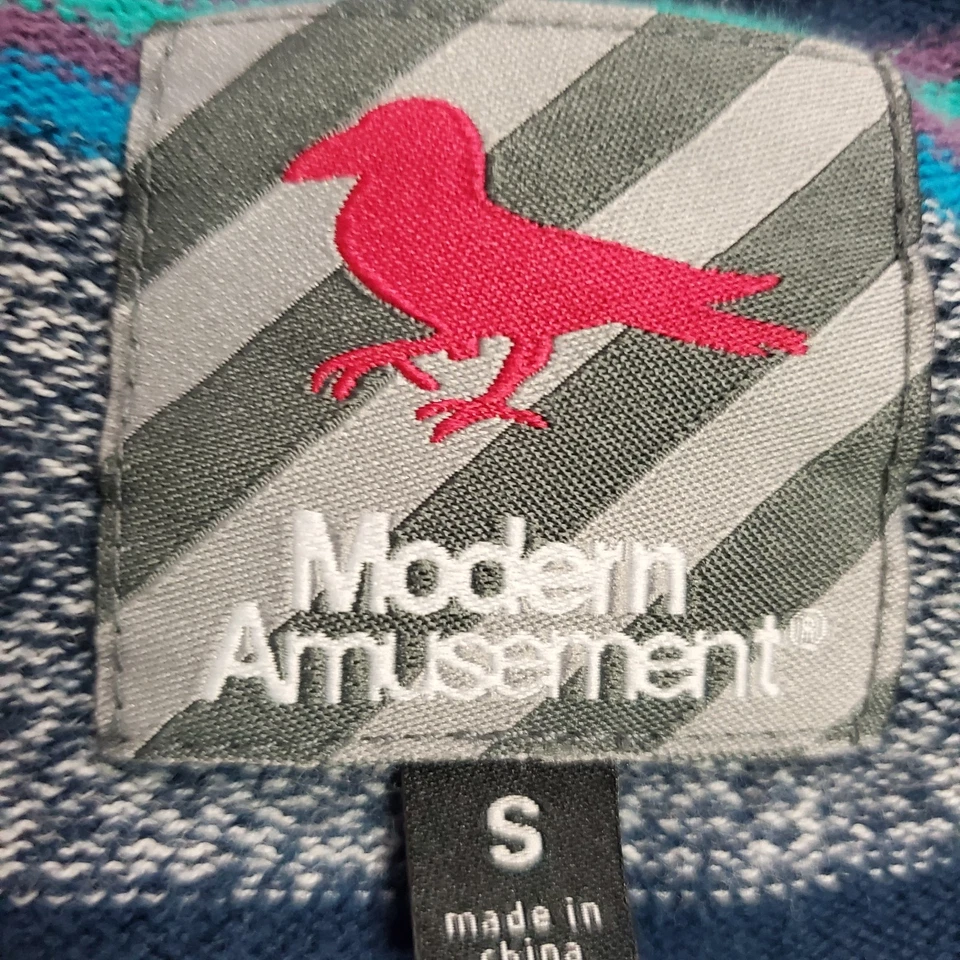 Modern
Amusement®
S
made in
china